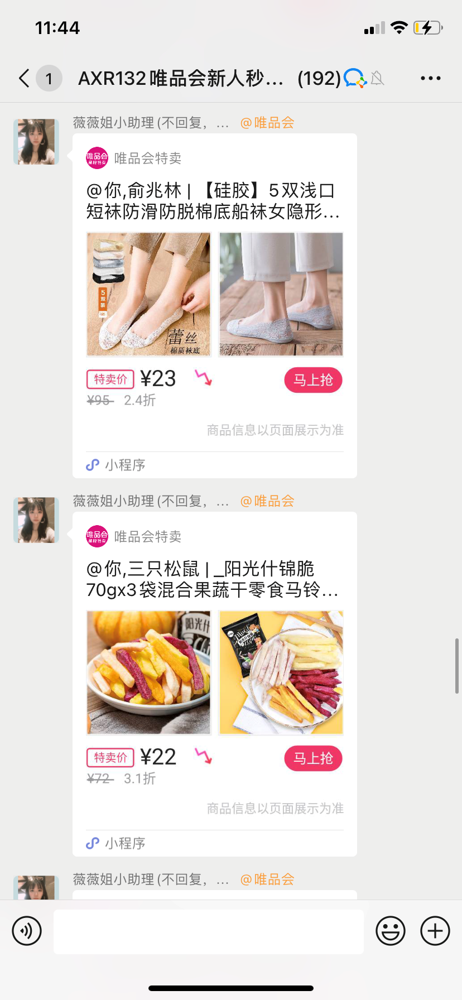 11:44
1
AXR132唯品会新人秒... (192)
薇薇姐小助理(不回复，... @唯品会
唯品会
品牌特卖
唯品会特卖
@你,俞兆林 | 【硅胶】5双浅口
短袜防滑防脱棉底船袜女隐形...
5
双
装
蕾丝
棉质袜底
特卖价 ¥23
马上抢
¥95 2.4折
商品信息以页面展示为准
小程序
薇薇姐小助理(不回复，... @唯品会
唯品会
品牌特卖
唯品会特卖
@你,三只松鼠 | _阳光什锦脆
70gx3袋混合果蔬干零食马铃...
阳光什
特卖价 ¥22
马上抢
¥72 3.1折
商品信息以页面展示为准
小程序
薇薇姐小助理(不回复，... @唯品会